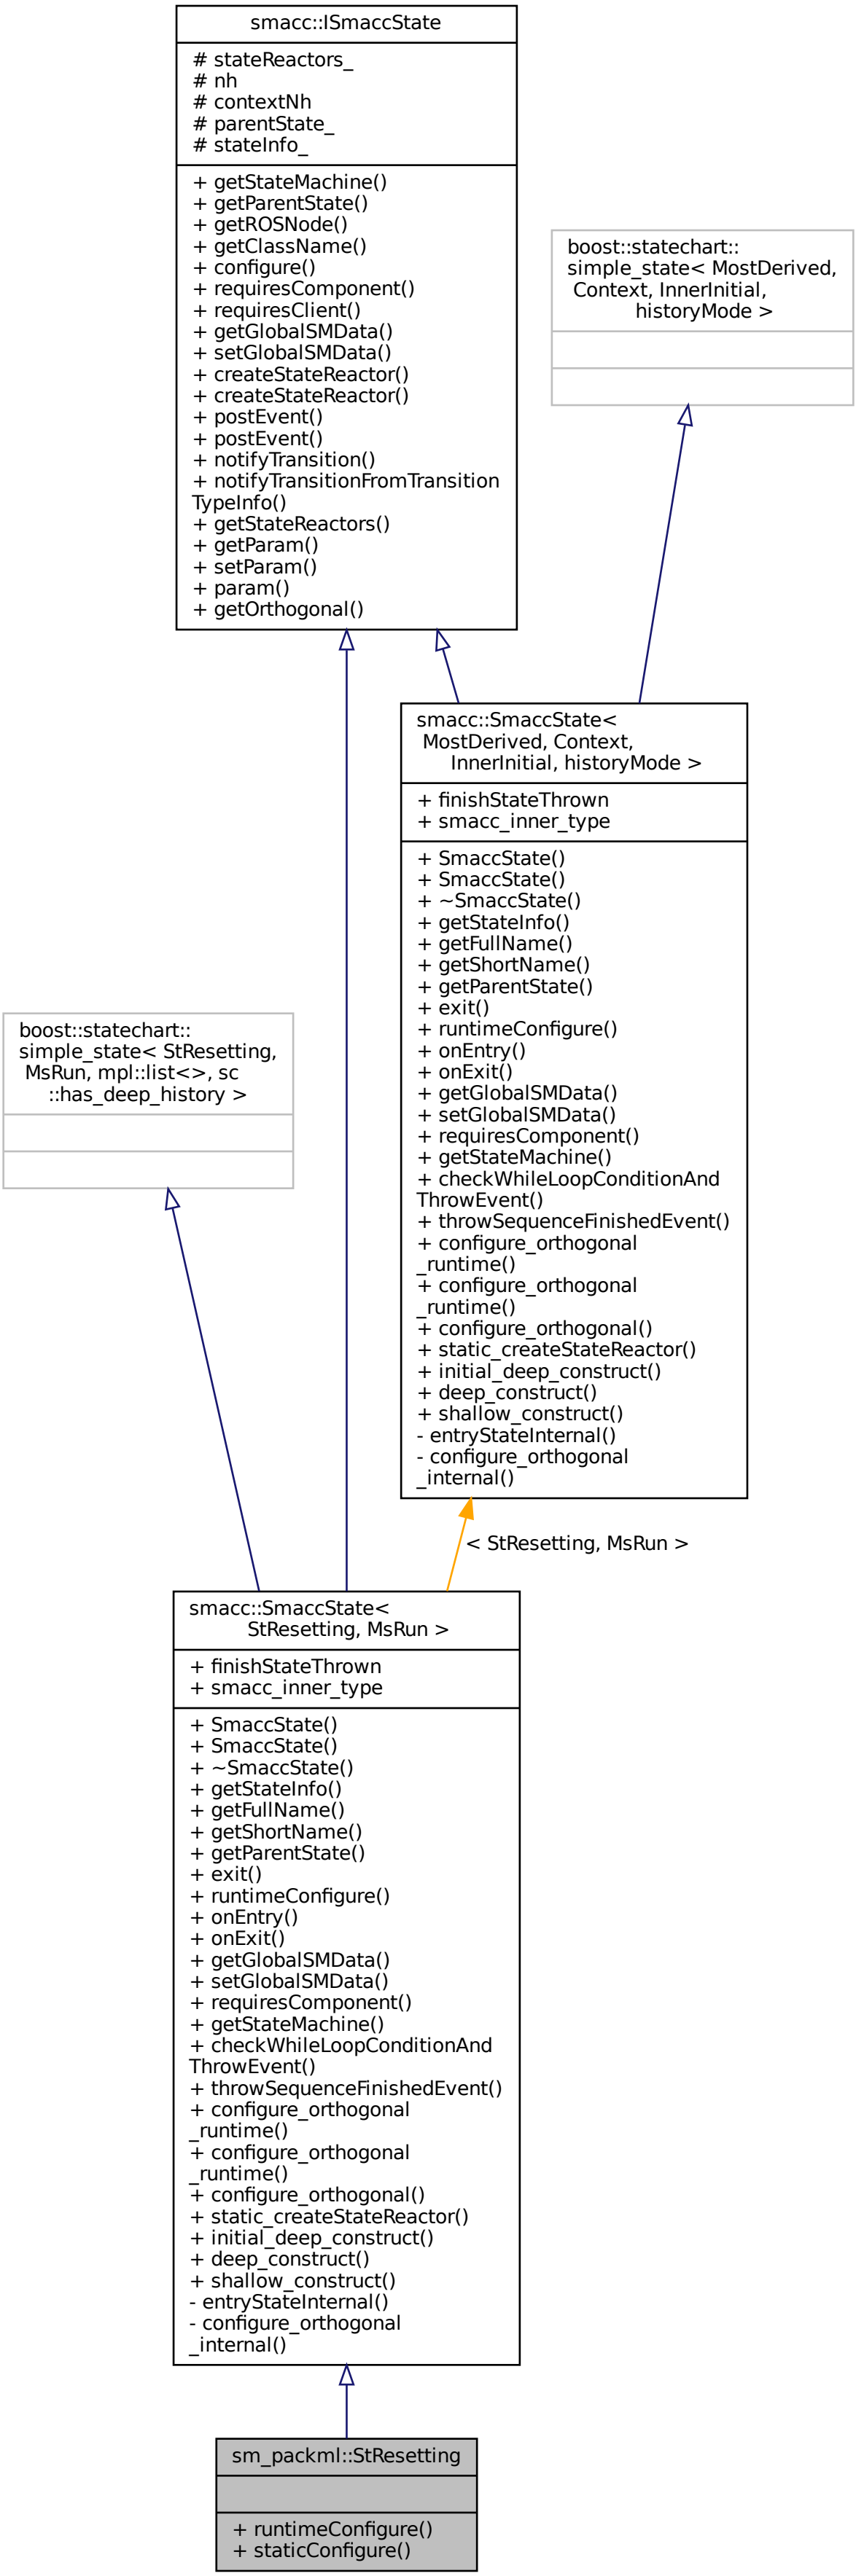 smacc::ISmaccState
# stateReactors_
# nh
# contextNh
# parentState_
# stateInfo_
+ getStateMachine()
+ getParentState()
+ getROSNode()
+ getClassName()
+ configure()
+ requiresComponent()
+ requiresClient()
+ getGlobalSMData()
+ setGlobalSMData()
+ createStateReactor()
+ createStateReactor()
+ postEvent()
+ postEvent()
+ notifyTransition()
+ notifyTransitionFromTransition
TypeInfo()
+ getStateReactors()
+ getParam()
+ setParam()
+ param()
+ getOrthogonal()
boost::statechart::
simple_state< MostDerived,
Context, InnerInitial,
historyMode >
smacc::SmaccState<
MostDerived, Context,
InnerInitial, historyMode >
+ finishStateThrown
+ smacc_inner_type
+ SmaccState()
+ SmaccState()
+ ~SmaccState()
+ getStateInfo()
+ getFullName()
+ getShortName()
+ getParentState()
+ exit()
+ runtimeConfigure()
+ onEntry()
+ onExit()
+ getGlobalSMData()
+ setGlobalSMData()
+ requiresComponent()
+ getStateMachine()
+ checkWhileLoopConditionAnd
ThrowEvent()
+ throwSequenceFinishedEvent()
+ configure_orthogonal
_runtime()
+ configure_orthogonal
_runtime()
+ configure_orthogonal()
+ static_createStateReactor()
+ initial_deep_construct()
+ deep_construct()
+ shallow_construct()
- entryStateInternal()
- configure_orthogonal
_internal()
boost::statechart::
simple_state< StResetting,
MsRun, mpl::list<>, sc
::has_deep_history >
< StResetting, MsRun >
smacc::SmaccState<
StResetting, MsRun >
+ finishStateThrown
+ smacc_inner_type
+ SmaccState()
+ SmaccState()
+ ~SmaccState()
+ getStateInfo()
+ getFullName()
+ getShortName()
+ getParentState()
+ exit()
+ runtimeConfigure()
+ onEntry()
+ onExit()
+ getGlobalSMData()
+ setGlobalSMData()
+ requiresComponent()
+ getStateMachine()
+ checkWhileLoopConditionAnd
ThrowEvent()
+ throwSequenceFinishedEvent()
+ configure_orthogonal
_runtime()
+ configure_orthogonal
_runtime()
+ configure_orthogonal()
+ static_createStateReactor()
+ initial_deep_construct()
+ deep_construct()
+ shallow_construct()
- entryStateInternal()
- configure_orthogonal
_internal()
sm_packml::StResetting
+ runtimeConfigure()
+ staticConfigure()